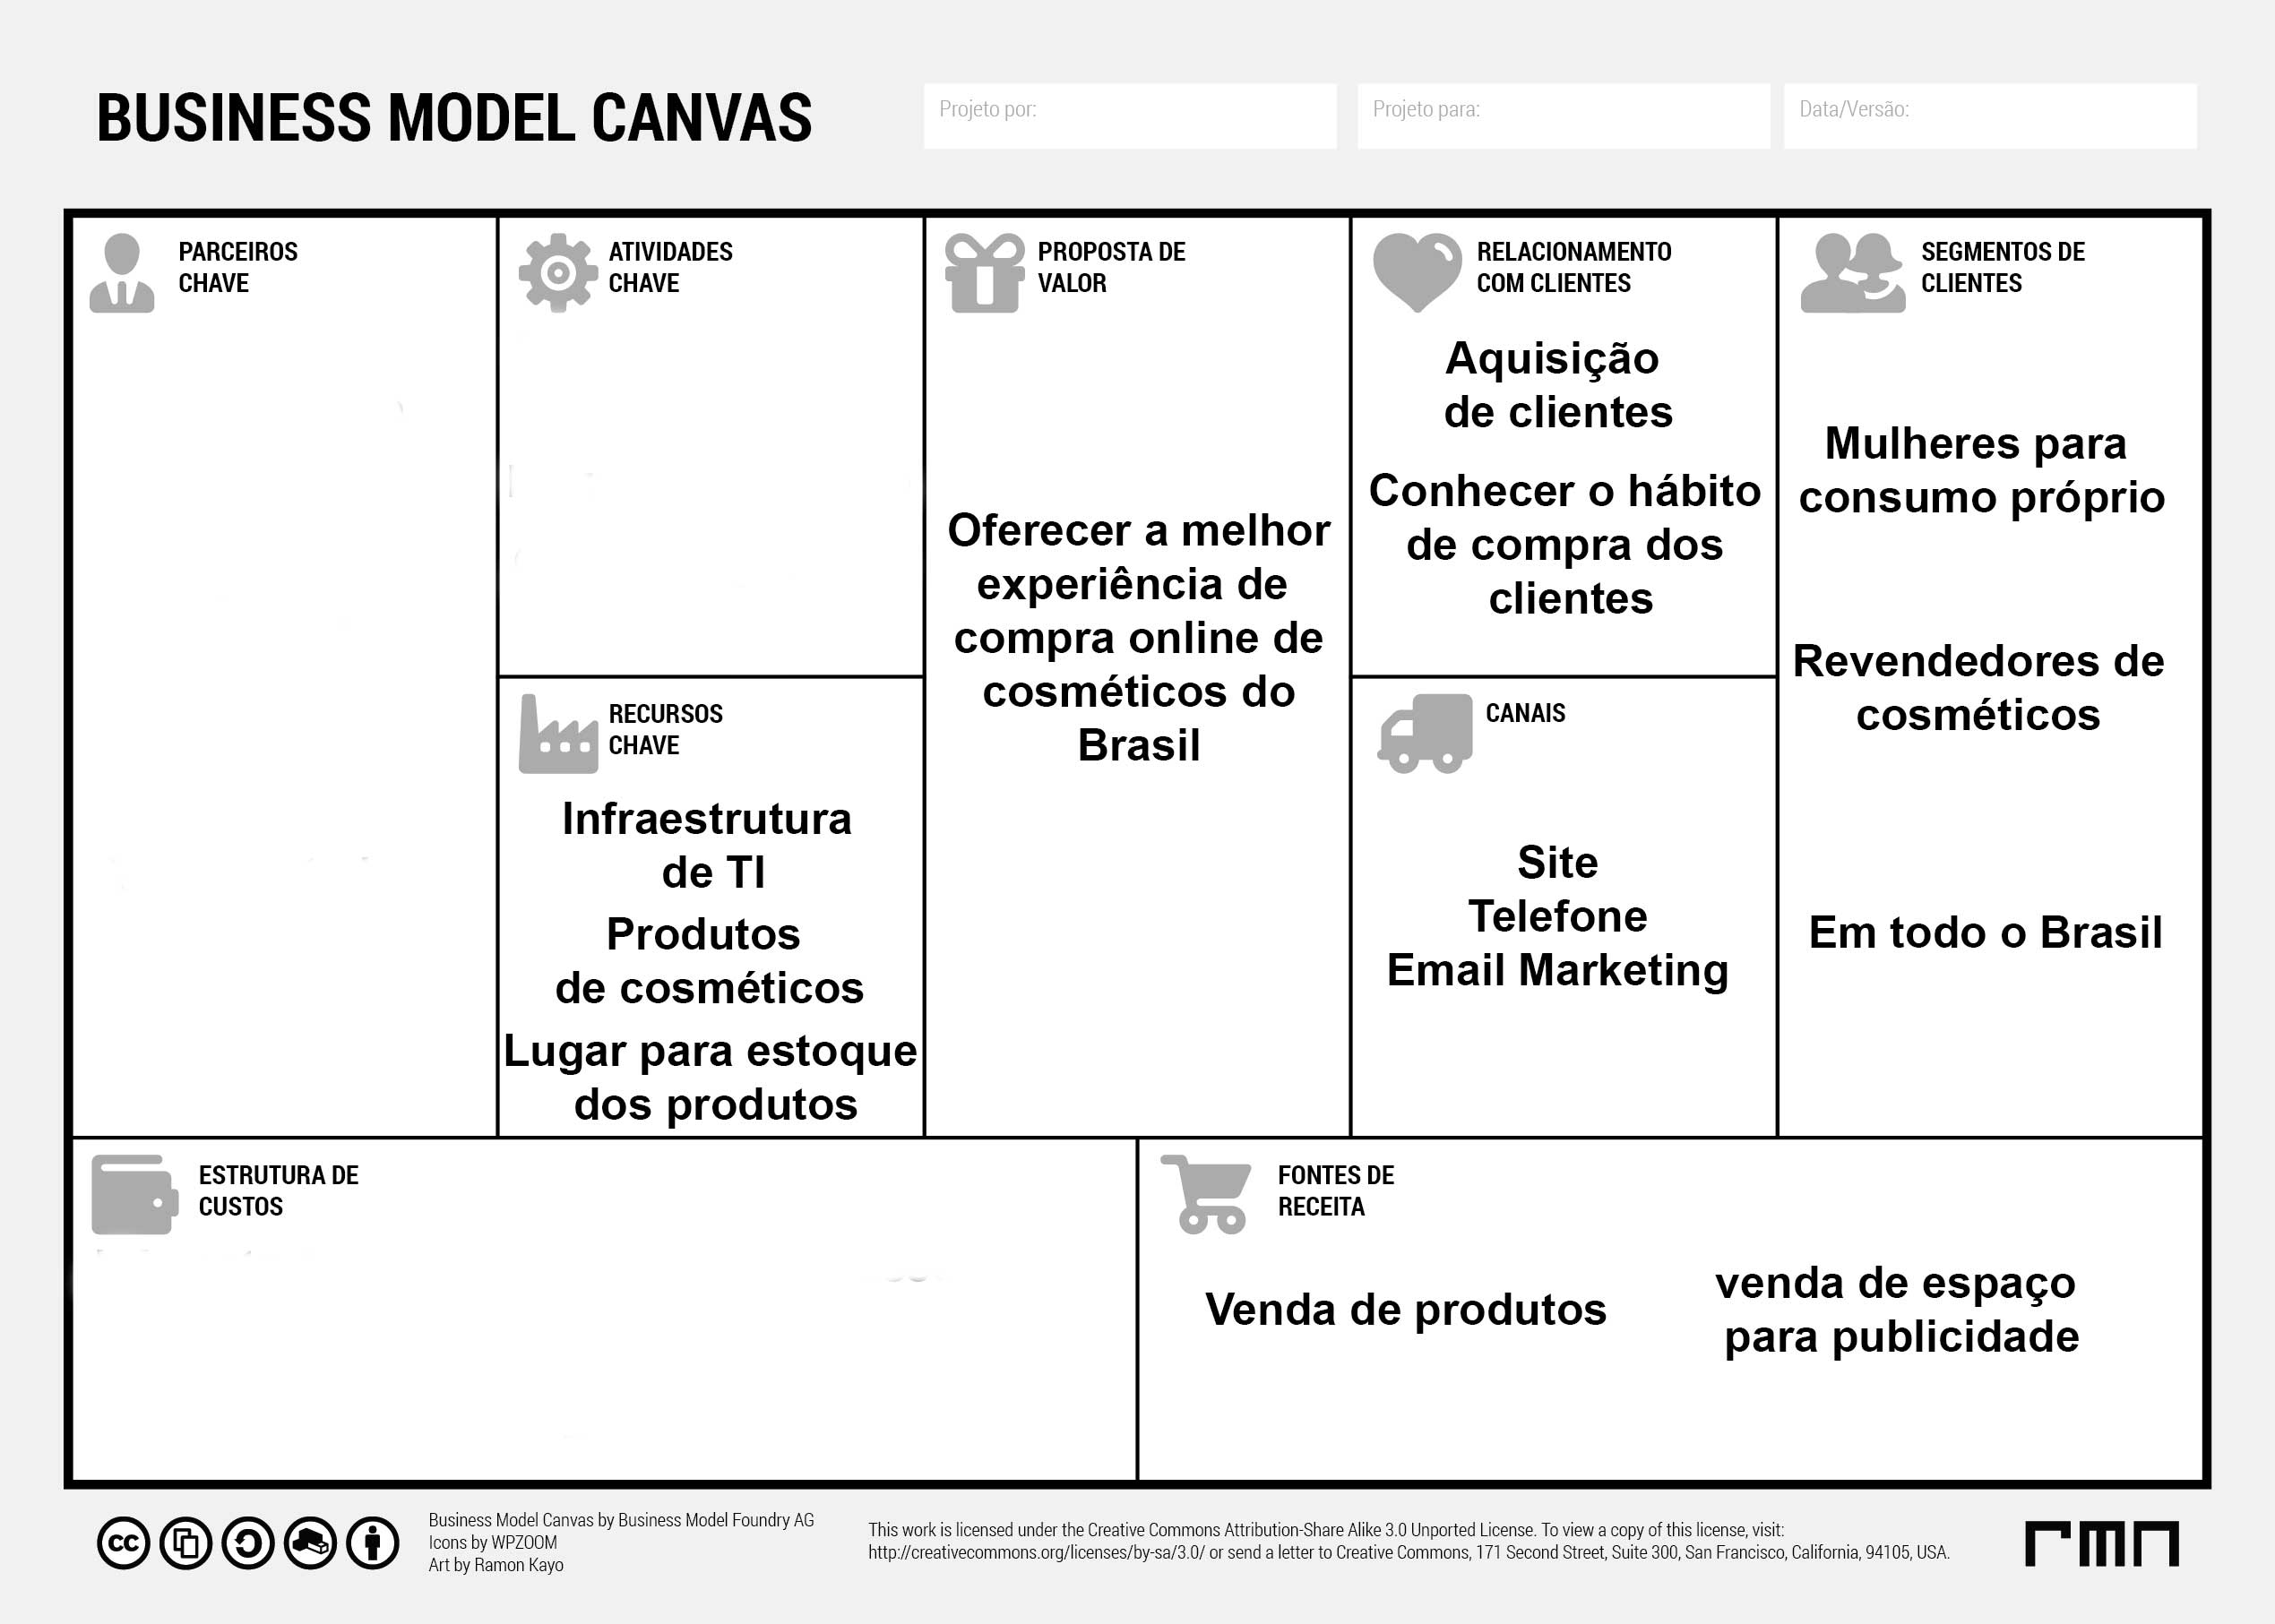 BUSINESS MODEL CANVAS
Projeto por:
Projeto para:
Data/Versão:
PARCEIROS
CHAVE
ATIVIDADES
CHAVE
RECURSOS
CHAVE
Infraestrutura
de TI
Produtos
de cosméticos
Lugar para estoque
dos produtos
PROPOSTA DE
VALOR
Oferecer a melhor
experiência de
compra online de
cosméticos do
Brasil
RELACIONAMENTO
COM CLIENTES
Aquisição
de clientes
Conhecer o hábito
de compra dos
clientes
CANAIS
Site
Telefone
Email Marketing
SEGMENTOS DE
CLIENTES
Mulheres para
consumo próprio
Revendedores de
cosméticos
Em todo o Brasil
ESTRUTURA DE
CUSTOS
FONTES DE
RECEITA
Venda de produtos
venda de espaço
para publicidade
cc
Business Model Canvas by Business Model Foundry AG
Icons by WPZOOM
Art by Ramon Kayo
This work is licensed under the Creative Commons Attribution-Share Alike 3.0 Unported License. To view a copy of this license, visit:
http://creativecommons.org/licenses/by-sa/3.0/ or send a letter to Creative Commons, 171 Second Street, Suite 300, San Francisco, California, 94105, USA.
rmn